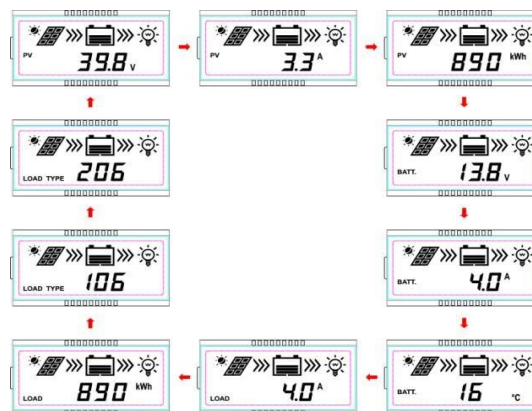 PV 39.8 V
PV 3.3 A
PV 890 kWh
LOAD TYPE 206
BATT. 13.8 V
LOAD TYPE 106
BATT. 4.0 A
LOAD 890 kWh
LOAD 4.0 A
BATT. 16 °C